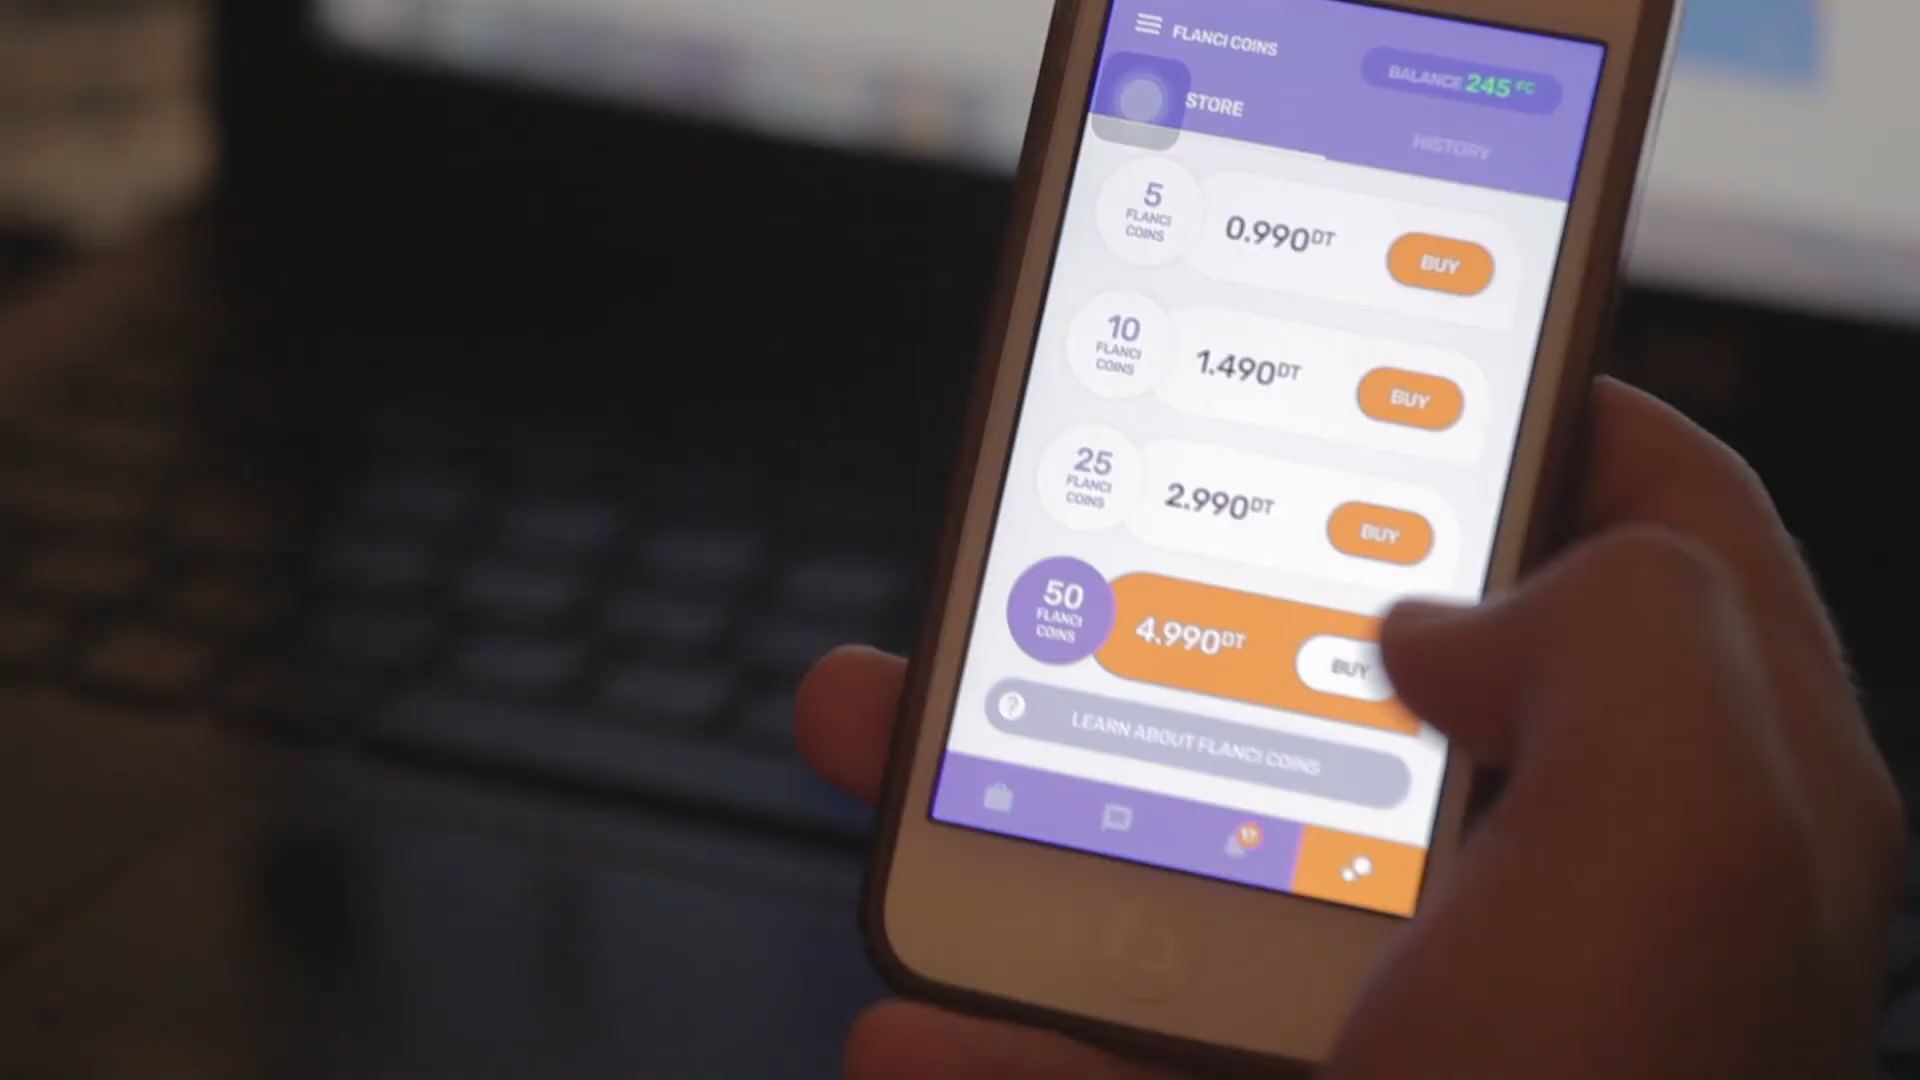 FLANCI COINS
BALANCE 245 FC
STORE
HISTORY
5
FLANCI
COINS
0.990DT
BUY
10
FLANCI
COINS
1.490DT
BUY
25
FLANCI
COINS
2.990DT
BUY
50
FLANCI
COINS
4.990DT
BUY
? LEARN ABOUT FLANCI COINS
17